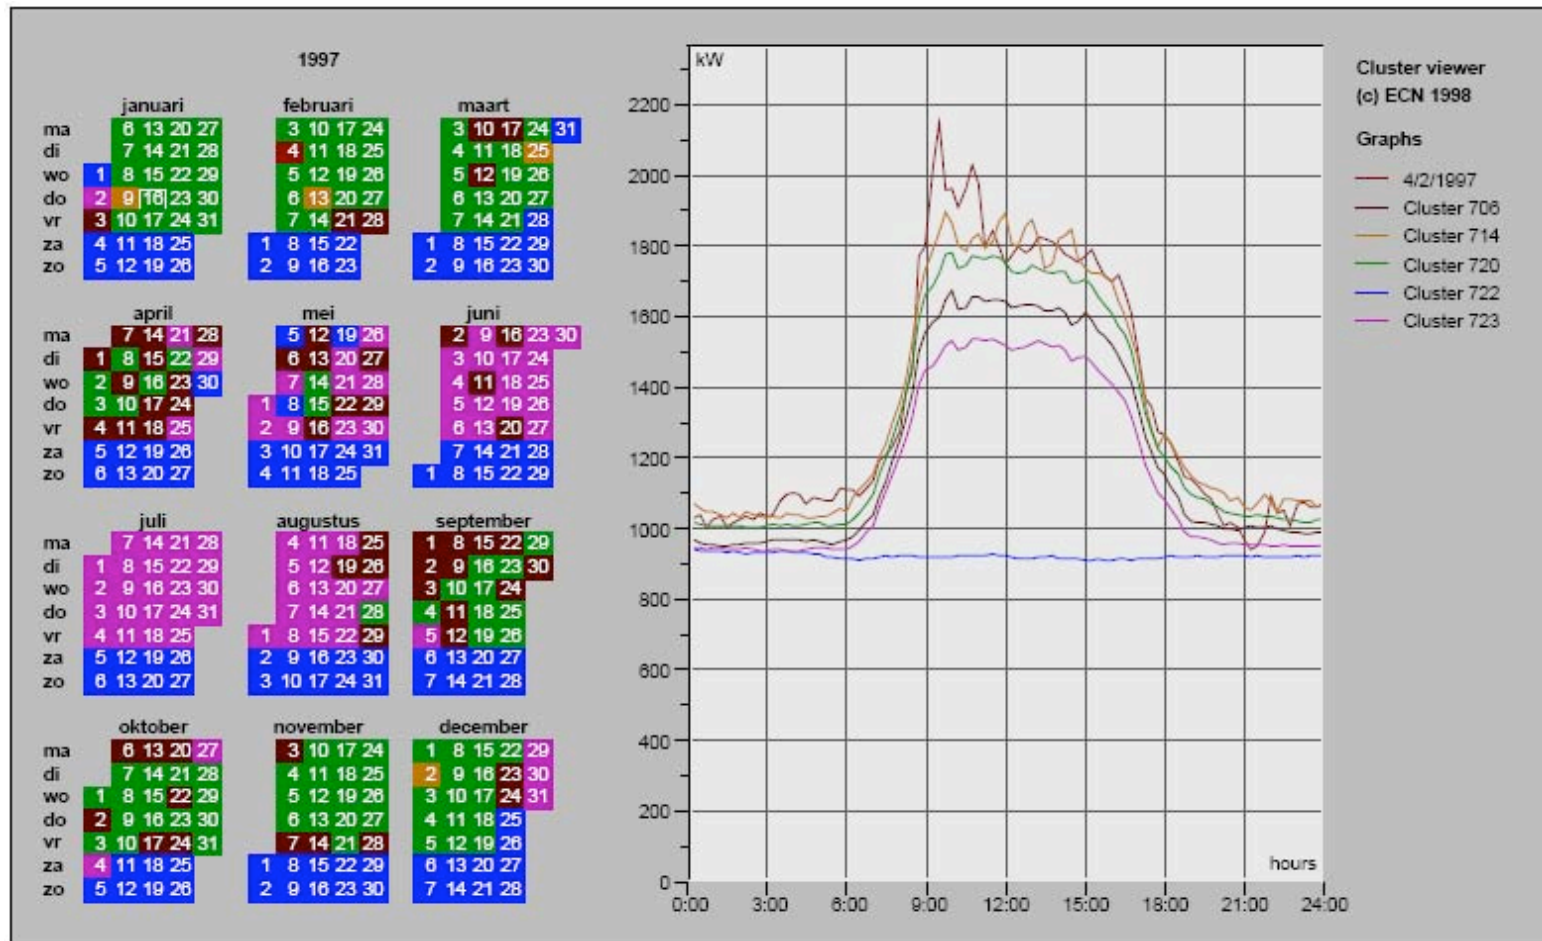 1997
januari februari maart
ma 6 13 20 27 3 10 17 24 3 10 17 24 31
di 7 14 21 28 4 11 18 25 4 11 18 25
wo 1 8 15 22 29 5 12 19 26 5 12 19 26
do 2 9 16 23 30 6 13 20 27 6 13 20 27
vr 3 10 17 24 31 7 14 21 28 7 14 21 28
za 4 11 18 25 1 8 15 22 1 8 15 22 29
zo 5 12 19 26 2 9 16 23 2 9 16 23 30
april mei juni
ma 7 14 21 28 5 12 19 26 2 9 16 23 30
di 1 8 15 22 29 6 13 20 27 3 10 17 24
wo 2 9 16 23 30 7 14 21 28 4 11 18 25
do 3 10 17 24 1 8 15 22 29 5 12 19 26
vr 4 11 18 25 2 9 16 23 30 6 13 20 27
za 5 12 19 26 3 10 17 24 31 7 14 21 28
zo 6 13 20 27 4 11 18 25 1 8 15 22 29
juli augustus september
ma 7 14 21 28 4 11 18 25 1 8 15 22 29
di 1 8 15 22 29 5 12 19 26 2 9 16 23 30
wo 2 9 16 23 30 6 13 20 27 3 10 17 24
do 3 10 17 24 31 7 14 21 28 4 11 18 25
vr 4 11 18 25 1 8 15 22 29 5 12 19 26
za 5 12 19 26 2 9 16 23 30 6 13 20 27
zo 6 13 20 27 3 10 17 24 31 7 14 21 28
oktober november december
ma 6 13 20 27 3 10 17 24 1 8 15 22 29
di 7 14 21 28 4 11 18 25 2 9 16 23 30
wo 1 8 15 22 29 5 12 19 26 3 10 17 24 31
do 2 9 16 23 30 6 13 20 27 4 11 18 25
vr 3 10 17 24 31 7 14 21 28 5 12 19 26
za 4 11 18 25 1 8 15 22 29 6 13 20 27
zo 5 12 19 26 2 9 16 23 30 7 14 21 28
kW
2200
2000
1800
1600
1400
1200
1000
800
600
400
200
0
hours
0:00 3:00 6:00 9:00 12:00 15:00 18:00 21:00 24:00
Cluster viewer
(c) ECN 1998
Graphs
4/2/1997
Cluster 706
Cluster 714
Cluster 720
Cluster 722
Cluster 723